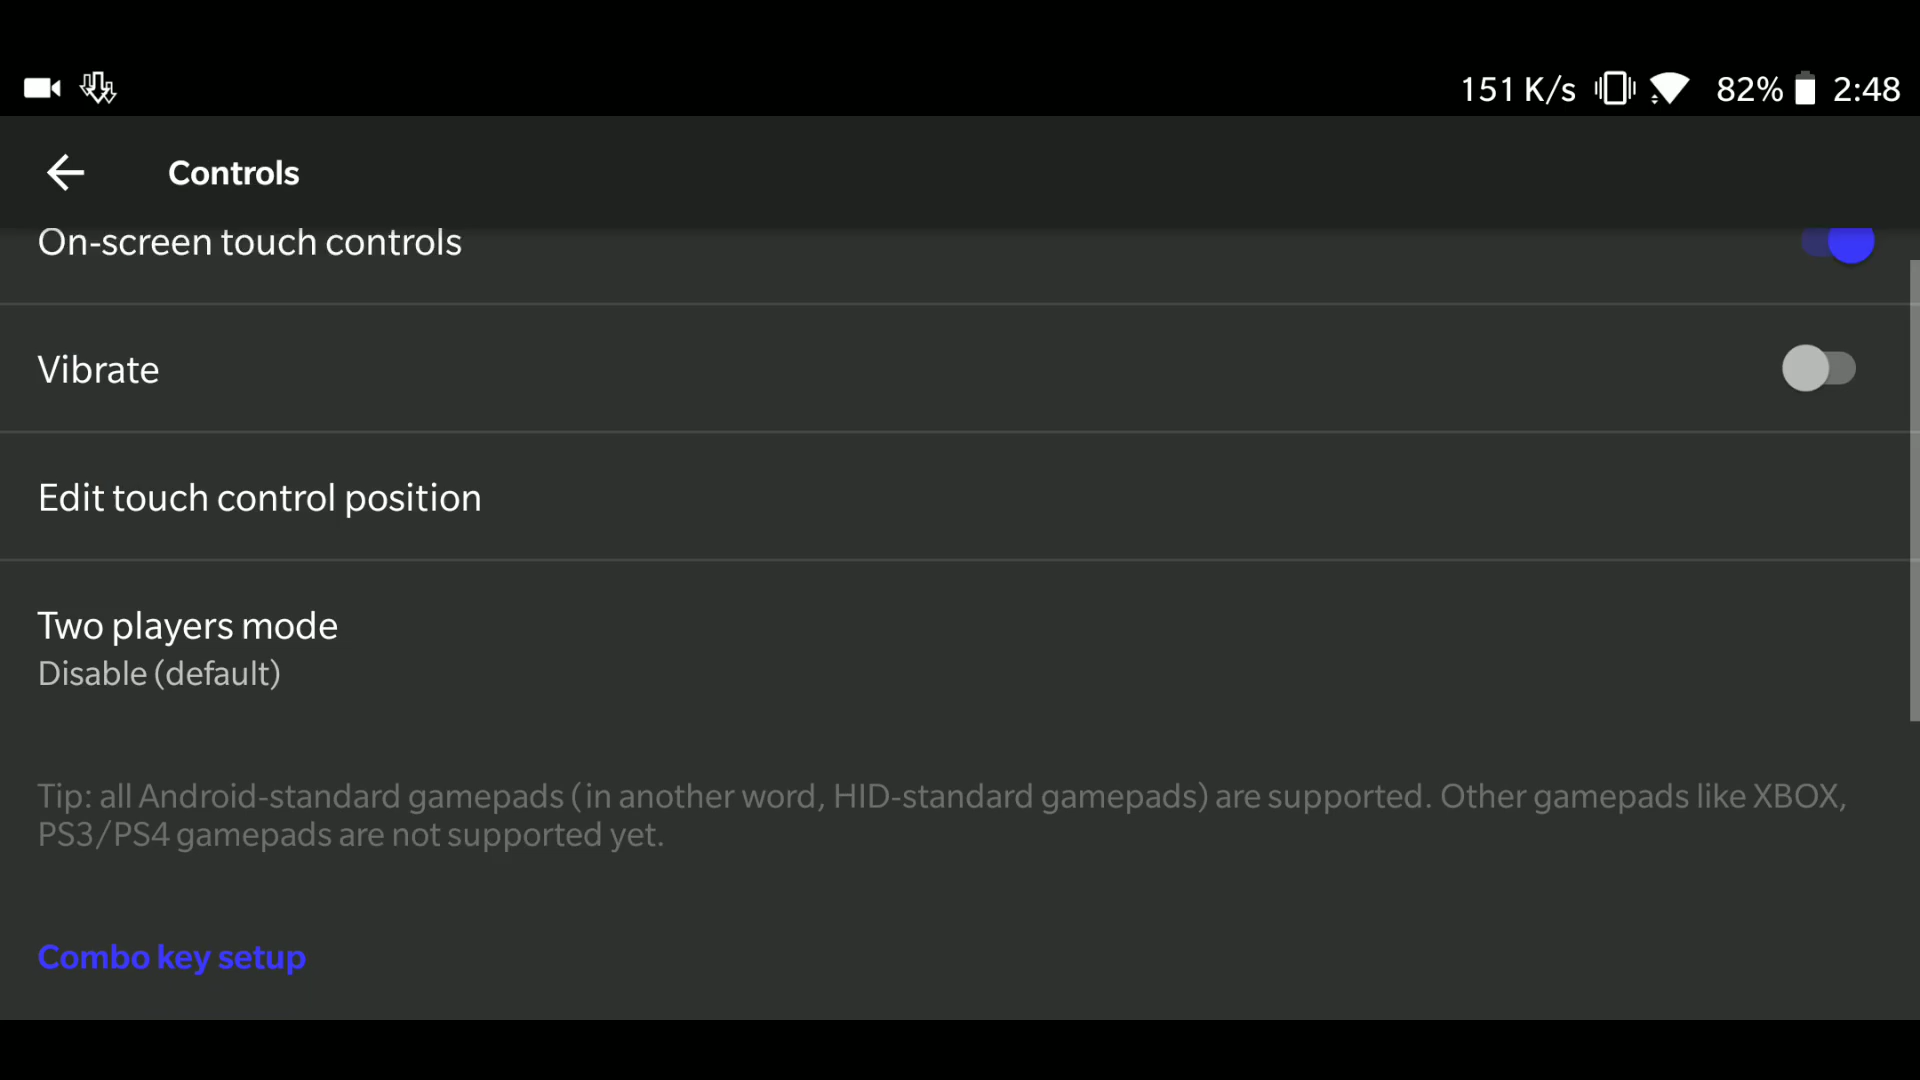 151 K/s 82% 2:48
Controls
On-screen touch controls
Vibrate
Edit touch control position
Two players mode
Disable (default)
Tip: all Android-standard gamepads (in another word, HID-standard gamepads) are supported. Other gamepads like XBOX,
PS3/PS4 gamepads are not supported yet.
Combo key setup